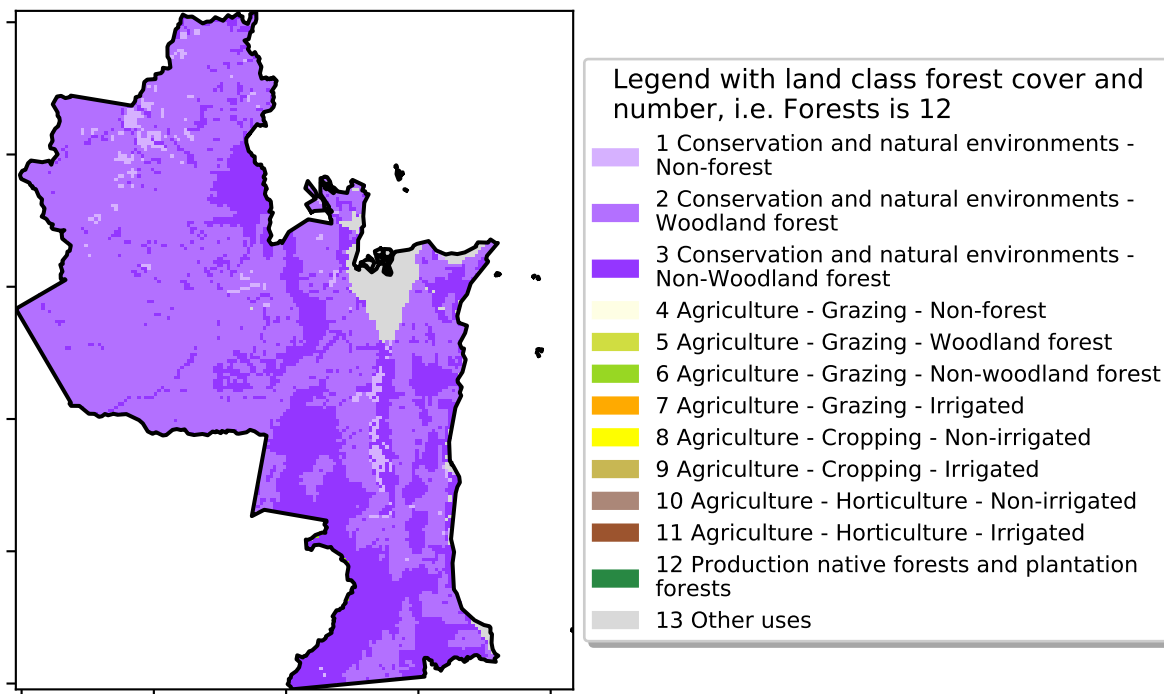 Legend with land class forest cover and
number, i.e. Forests is 12
1 Conservation and natural environments -
Non-forest
2 Conservation and natural environments -
Woodland forest
3 Conservation and natural environments -
Non-Woodland forest
4 Agriculture - Grazing - Non-forest
5 Agriculture - Grazing - Woodland forest
6 Agriculture - Grazing - Non-woodland forest
7 Agriculture - Grazing - Irrigated
8 Agriculture - Cropping - Non-irrigated
9 Agriculture - Cropping - Irrigated
10 Agriculture - Horticulture - Non-irrigated
11 Agriculture - Horticulture - Irrigated
12 Production native forests and plantation
forests
13 Other uses